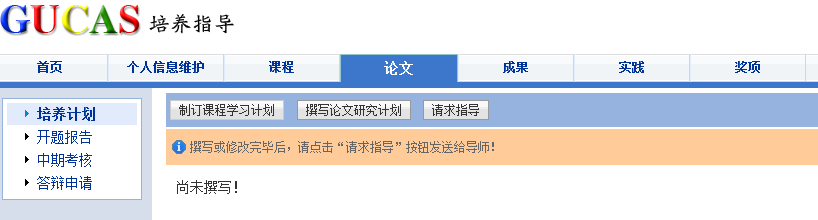 GUCAS 培养指导
首页 个人信息维护 课程 论文 成果 实践 奖项
培养计划
开题报告
中期考核
答辩申请
制订课程学习计划 撰写论文研究计划 请求指导
撰写或修改完毕后，请点击“请求指导”按钮发送给导师！
尚未撰写！